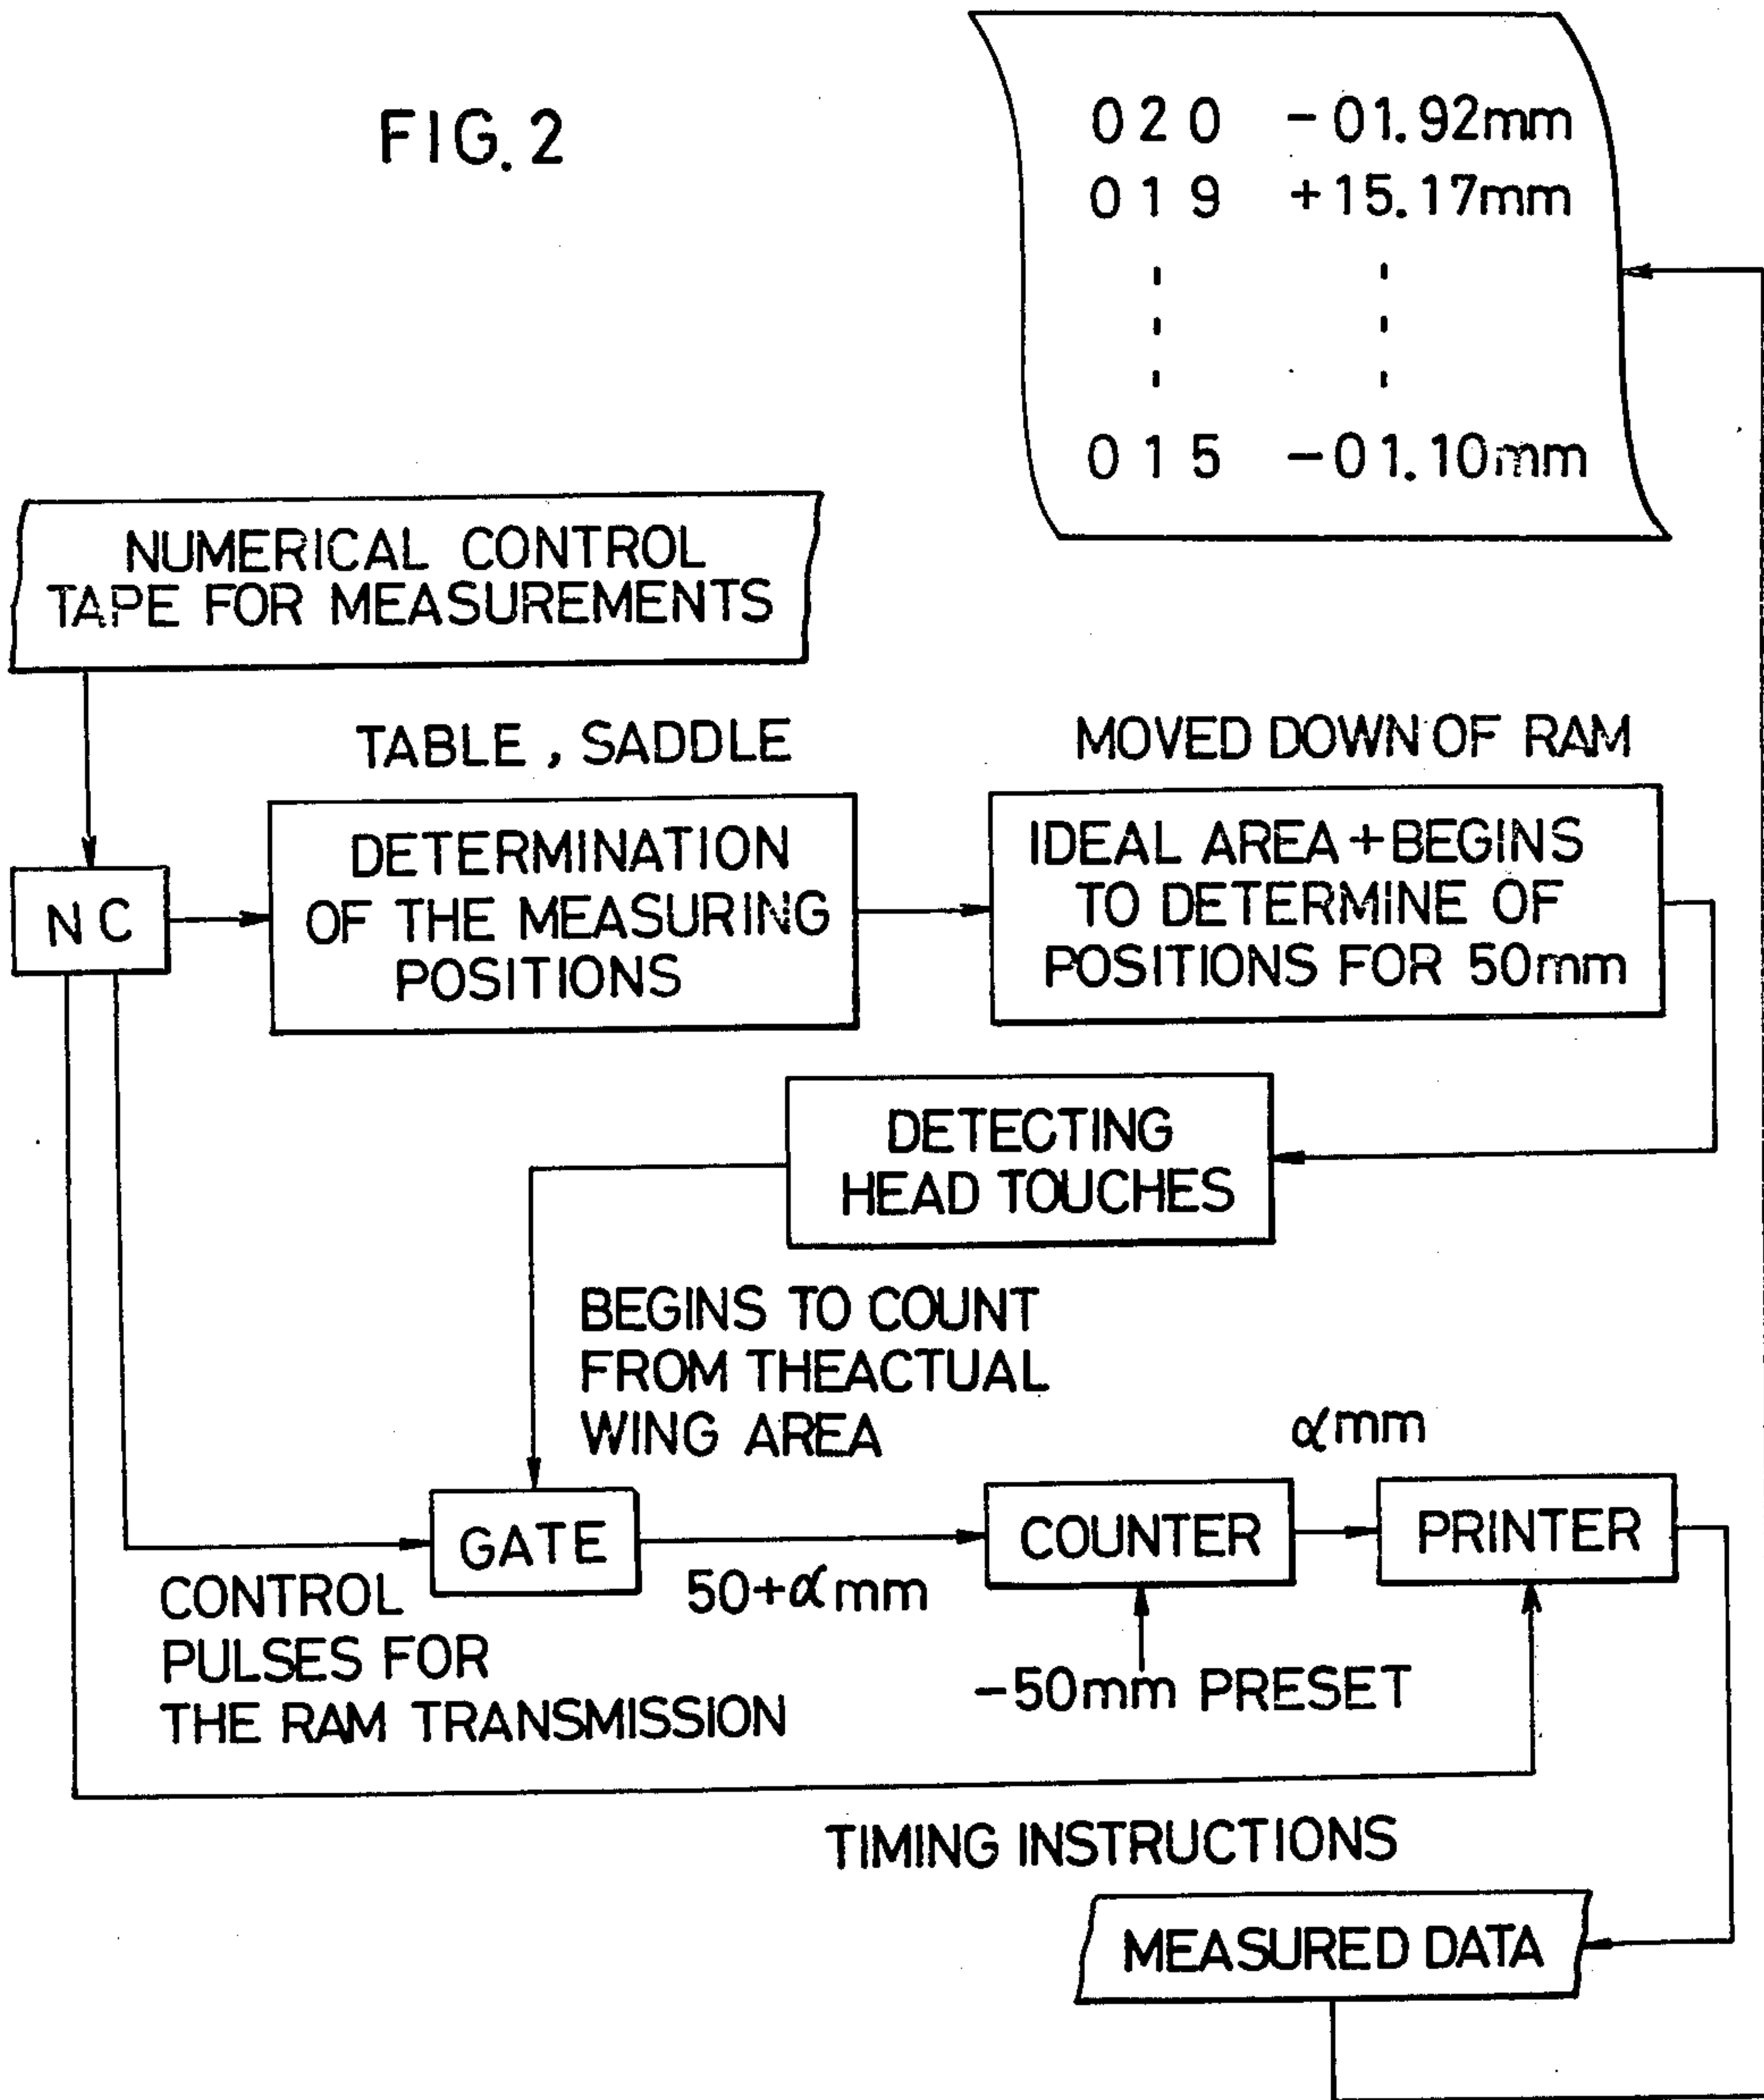 FIG. 2
020 -01.92mm
019 +15.17mm
015 -01.10mm
NUMERICAL CONTROL
TAPE FOR MEASUREMENTS
TABLE , SADDLE
MOVED DOWN OF RAM
NC
DETERMINATION
OF THE MEASURING
POSITIONS
IDEAL AREA + BEGINS
TO DETERMINE OF
POSITIONS FOR 50mm
DETECTING
HEAD TOUCHES
BEGINS TO COUNT
FROM THEACTUAL
WING AREA
αmm
GATE
50+αmm
COUNTER
PRINTER
CONTROL
PULSES FOR
THE RAM TRANSMISSION
-50mm PRESET
TIMING INSTRUCTIONS
MEASURED DATA